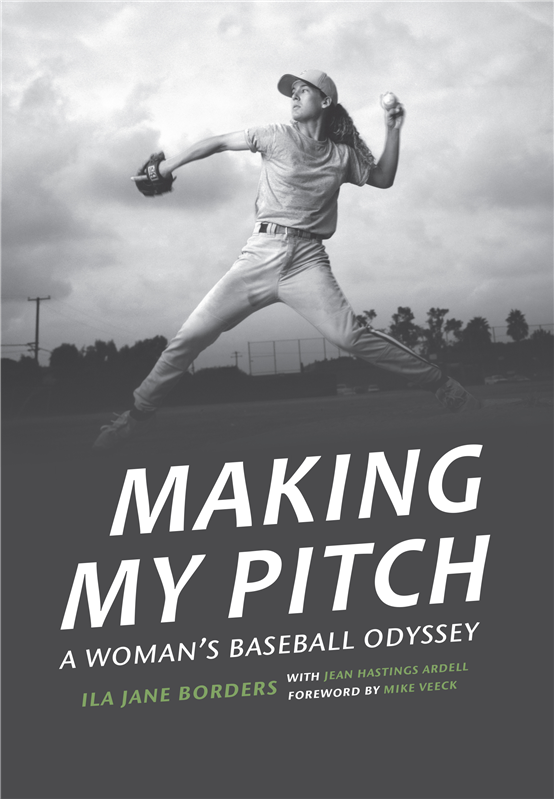 MAKING
MY PITCH
A WOMAN'S BASEBALL ODYSSEY
ILA JANE BORDERS
WITH JEAN HASTINGS ARDELL
FOREWORD BY MIKE VEECK